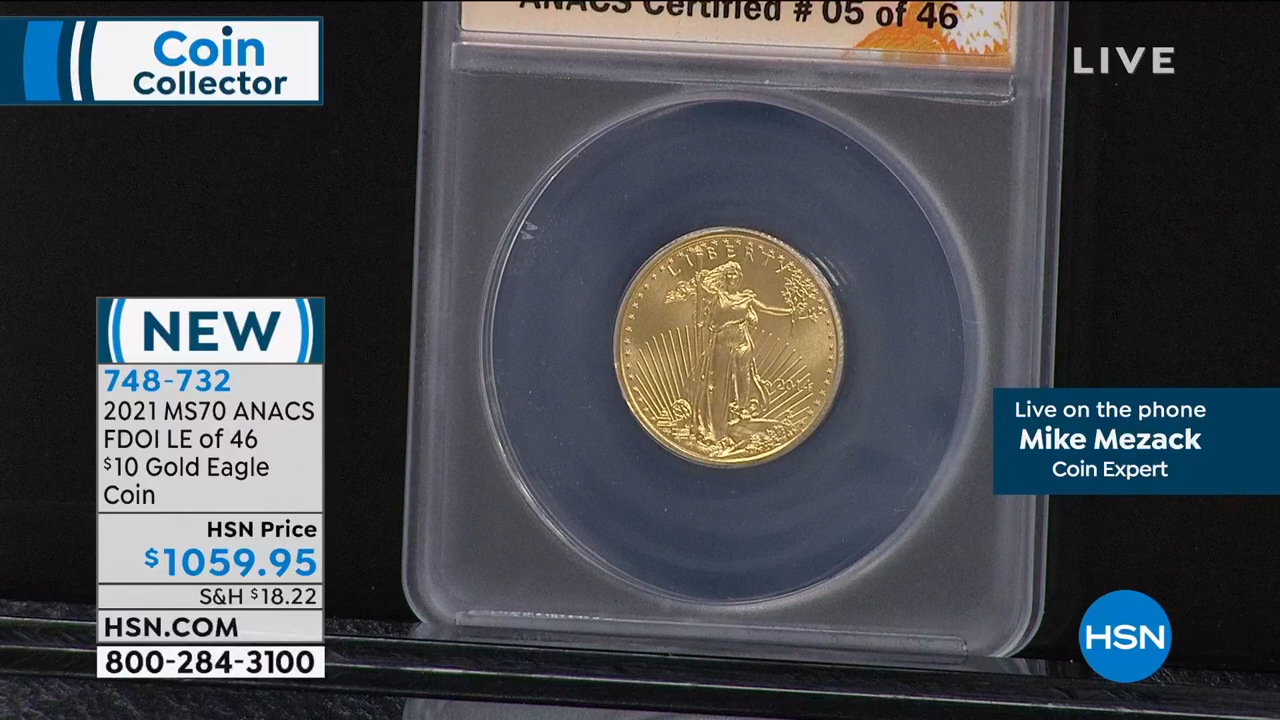 ANACS Certified # 05 of 46
Coin
Collector
LIVE
LIBERTY
2014
NEW
748-732
2021 MS70 ANACS
FDOI LE of 46
$10 Gold Eagle
Coin
HSN Price
$1059.95
S&H $18.22
HSN.COM
800-284-3100
Live on the phone
Mike Mezack
Coin Expert
HSN